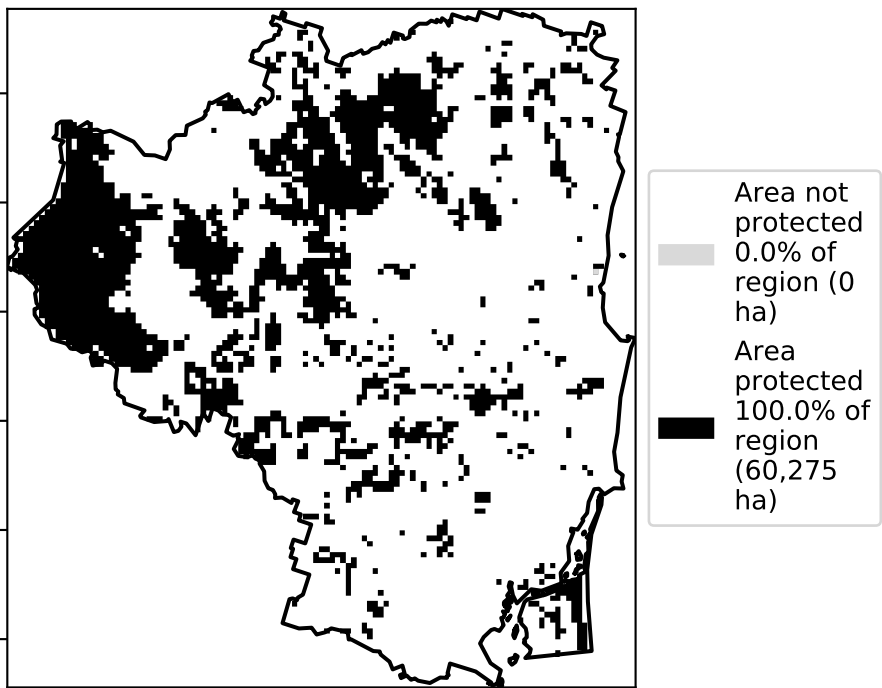 Area not
protected
0.0% of
region (0
ha)
Area
protected
100.0% of
region
(60,275
ha)